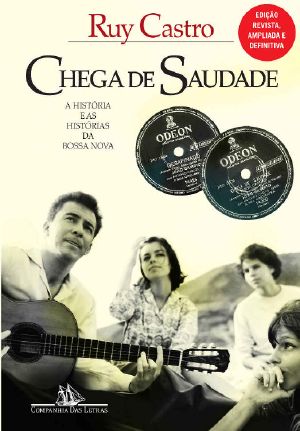 Ruy Castro
EDIÇÃO
REVISTA,
AMPLIADA E
DEFINITIVA
CHEGA DE SAUDADE
A HISTÓRIA
E AS
HISTÓRIAS
DA
BOSSA NOVA
ODEON
DESAFINADO
ODEON
COMPANHIA DAS LETRAS